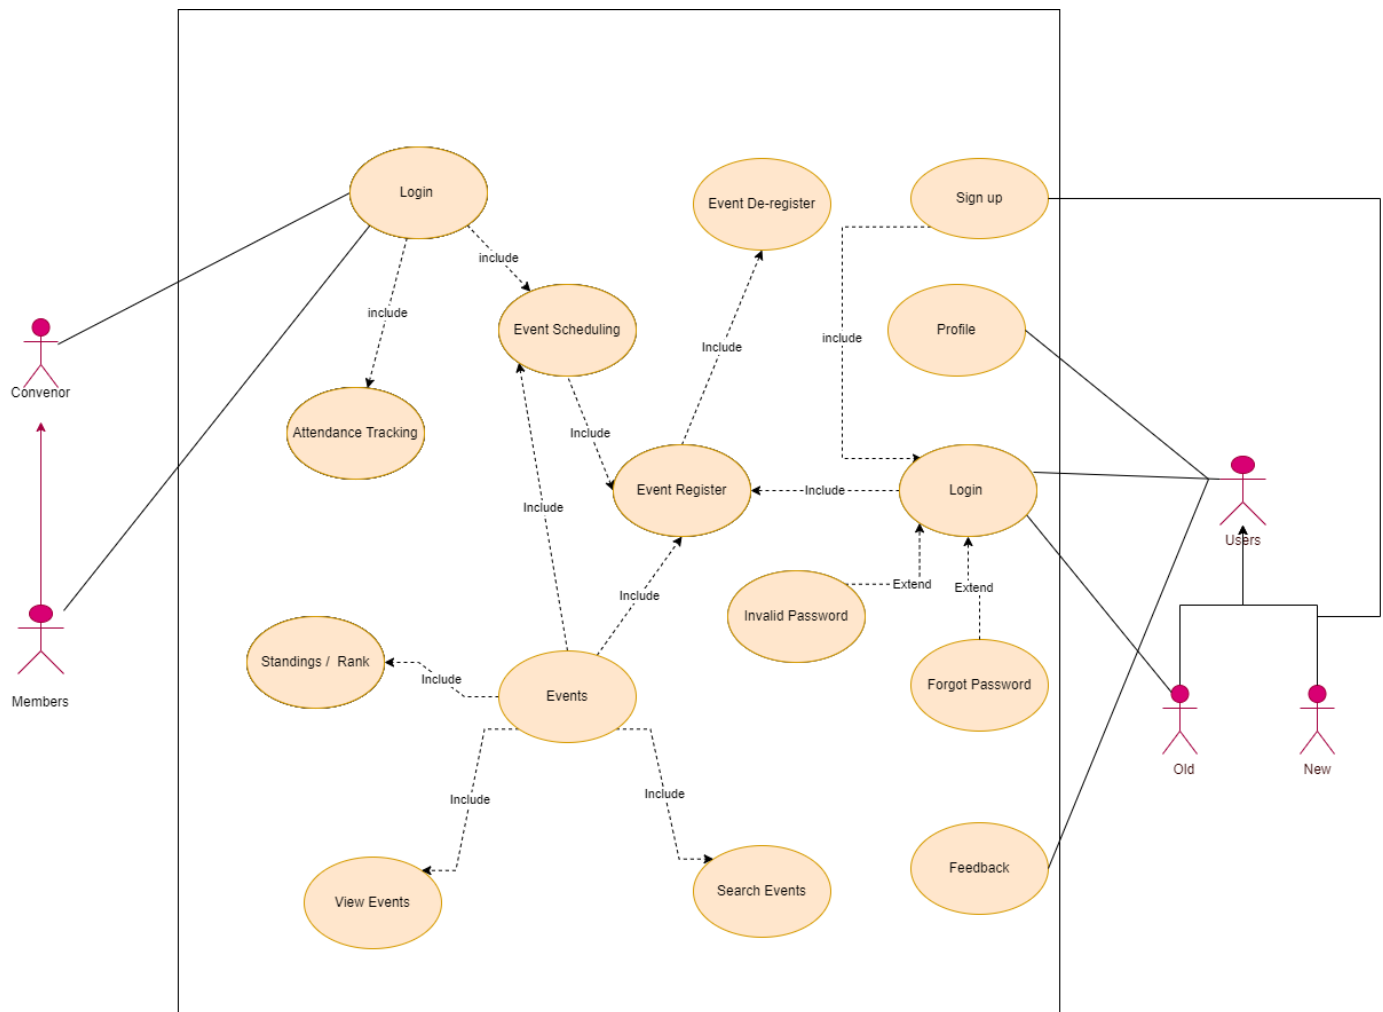 Login
Event De-register
Sign up
include
include
Event Scheduling
Profile
include
Include
include
Convenor
Attendance Tracking
Include
Event Register
Include
Login
Include
Users
Extend
Extend
Include
Invalid Password
Standings /  Rank
Include
Events
Forgot Password
Members
Old
New
Include
Include
View Events
Search Events
Feedback